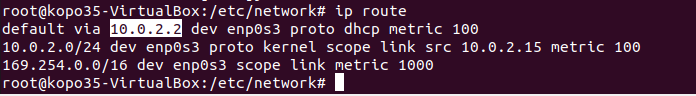 root@kopo35-VirtualBox:/etc/network# ip route
default via 10.0.2.2 dev enp0s3 proto dhcp metric 100
10.0.2.0/24 dev enp0s3 proto kernel scope link src 10.0.2.15 metric 100
169.254.0.0/16 dev enp0s3 scope link metric 1000
root@kopo35-VirtualBox:/etc/network#